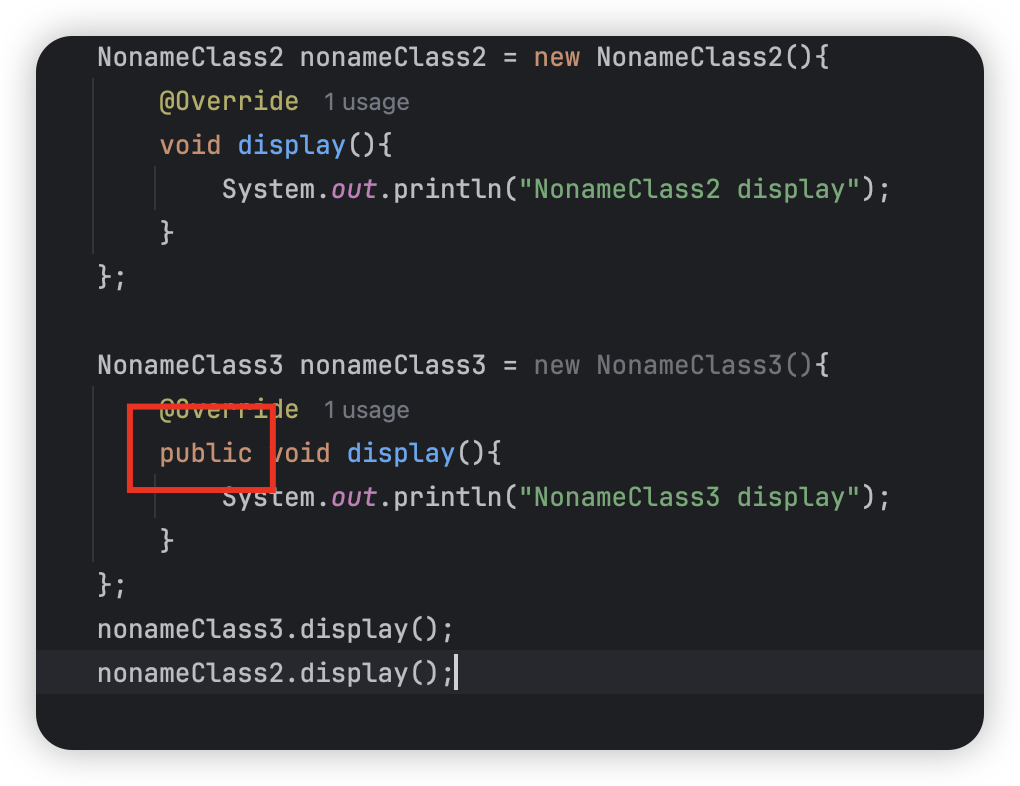 NonameClass2 nonameClass2 = new NonameClass2(){
@Override 1 usage
void display(){
System.out.println("NonameClass2 display");
}
};
NonameClass3 nonameClass3 = new NonameClass3(){
@Override 1 usage
public void display(){
System.out.println("NonameClass3 display");
}
};
nonameClass3.display();
nonameClass2.display();